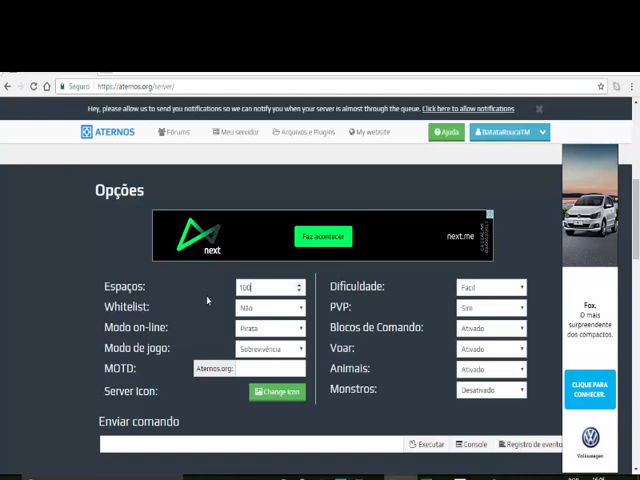 Seguro
https://aternos.org/server/
Hey, please allow us to send you notifications so we can notify you when your server is almost through the queue. Click here to allow notifications
ATERNOS
Fórums
Meu servidor
Arquivos e Plugins
My website
Ajuda
BatataRoucaTM
Opções
next
Faz acontecer
next.me
Espaços: 100
Whitelist: Não
Modo on-line: Pirata
Modo de jogo: Sobrevivência
MOTD: Aternos.org:
Server Icon: Change Icon
Dificuldade: Fácil
PVP: Sim
Blocos de Comando: Ativado
Voar: Ativado
Animais: Ativado
Monstros: Desativado
Enviar comando
Executar
Console
Registro de evento
Fox.
O mais
surpreendente
dos compactos.
CLIQUE PARA
CONHECER.
Volkswagen